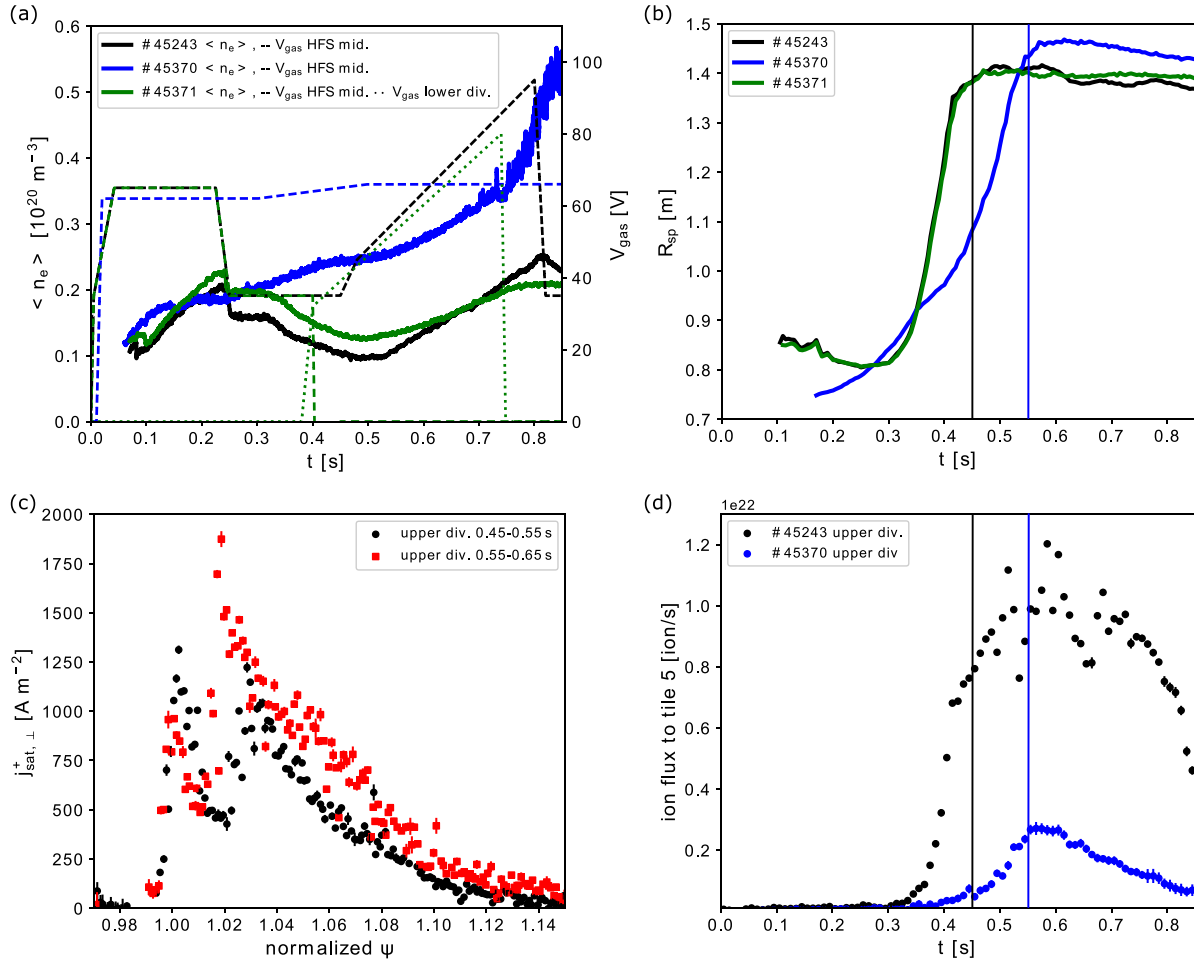 (a)
0.6
0.5
0.4
0.3
0.2
0.1
0.0
< nₑ > [10²⁰ m⁻³]
# 45243 < nₑ > , -- V_gas HFS mid.
# 45370 < nₑ > , -- V_gas HFS mid.
# 45371 < nₑ > , -- V_gas HFS mid. ·· V_gas lower div.
100
80
60
40
20
0
V_gas [V]
0.0 0.1 0.2 0.3 0.4 0.5 0.6 0.7 0.8
t [s]
(b)
1.5
1.4
1.3
1.2
1.1
1.0
0.9
0.8
0.7
R_sp [m]
# 45243
# 45370
# 45371
0.0 0.1 0.2 0.3 0.4 0.5 0.6 0.7 0.8
t [s]
(c)
2000
1750
1500
1250
1000
750
500
250
0
j⁺_sat, ⊥ [A m⁻²]
upper div. 0.45-0.55 s
upper div. 0.55-0.65 s
0.98 1.00 1.02 1.04 1.06 1.08 1.10 1.12 1.14
normalized ψ
(d)
1e22
1.2
1.0
0.8
0.6
0.4
0.2
ion flux to tile 5 [ion/s]
# 45243 upper div.
# 45370 upper div
0.0 0.1 0.2 0.3 0.4 0.5 0.6 0.7 0.8
t [s]